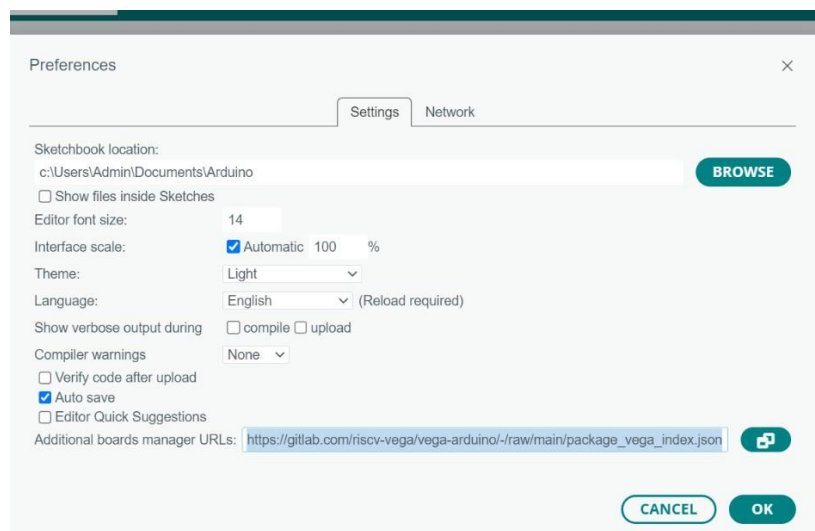 Preferences
Settings Network
Sketchbook location:
c:\Users\Admin\Documents\Arduino
BROWSE
Show files inside Sketches
Editor font size: 14
Interface scale: Automatic 100 %
Theme: Light
Language: English (Reload required)
Show verbose output during compile upload
Compiler warnings None
Verify code after upload
Auto save
Editor Quick Suggestions
Additional boards manager URLs: https://gitlab.com/riscv-vega/vega-arduino/-/raw/main/package_vega_index.json
CANCEL OK